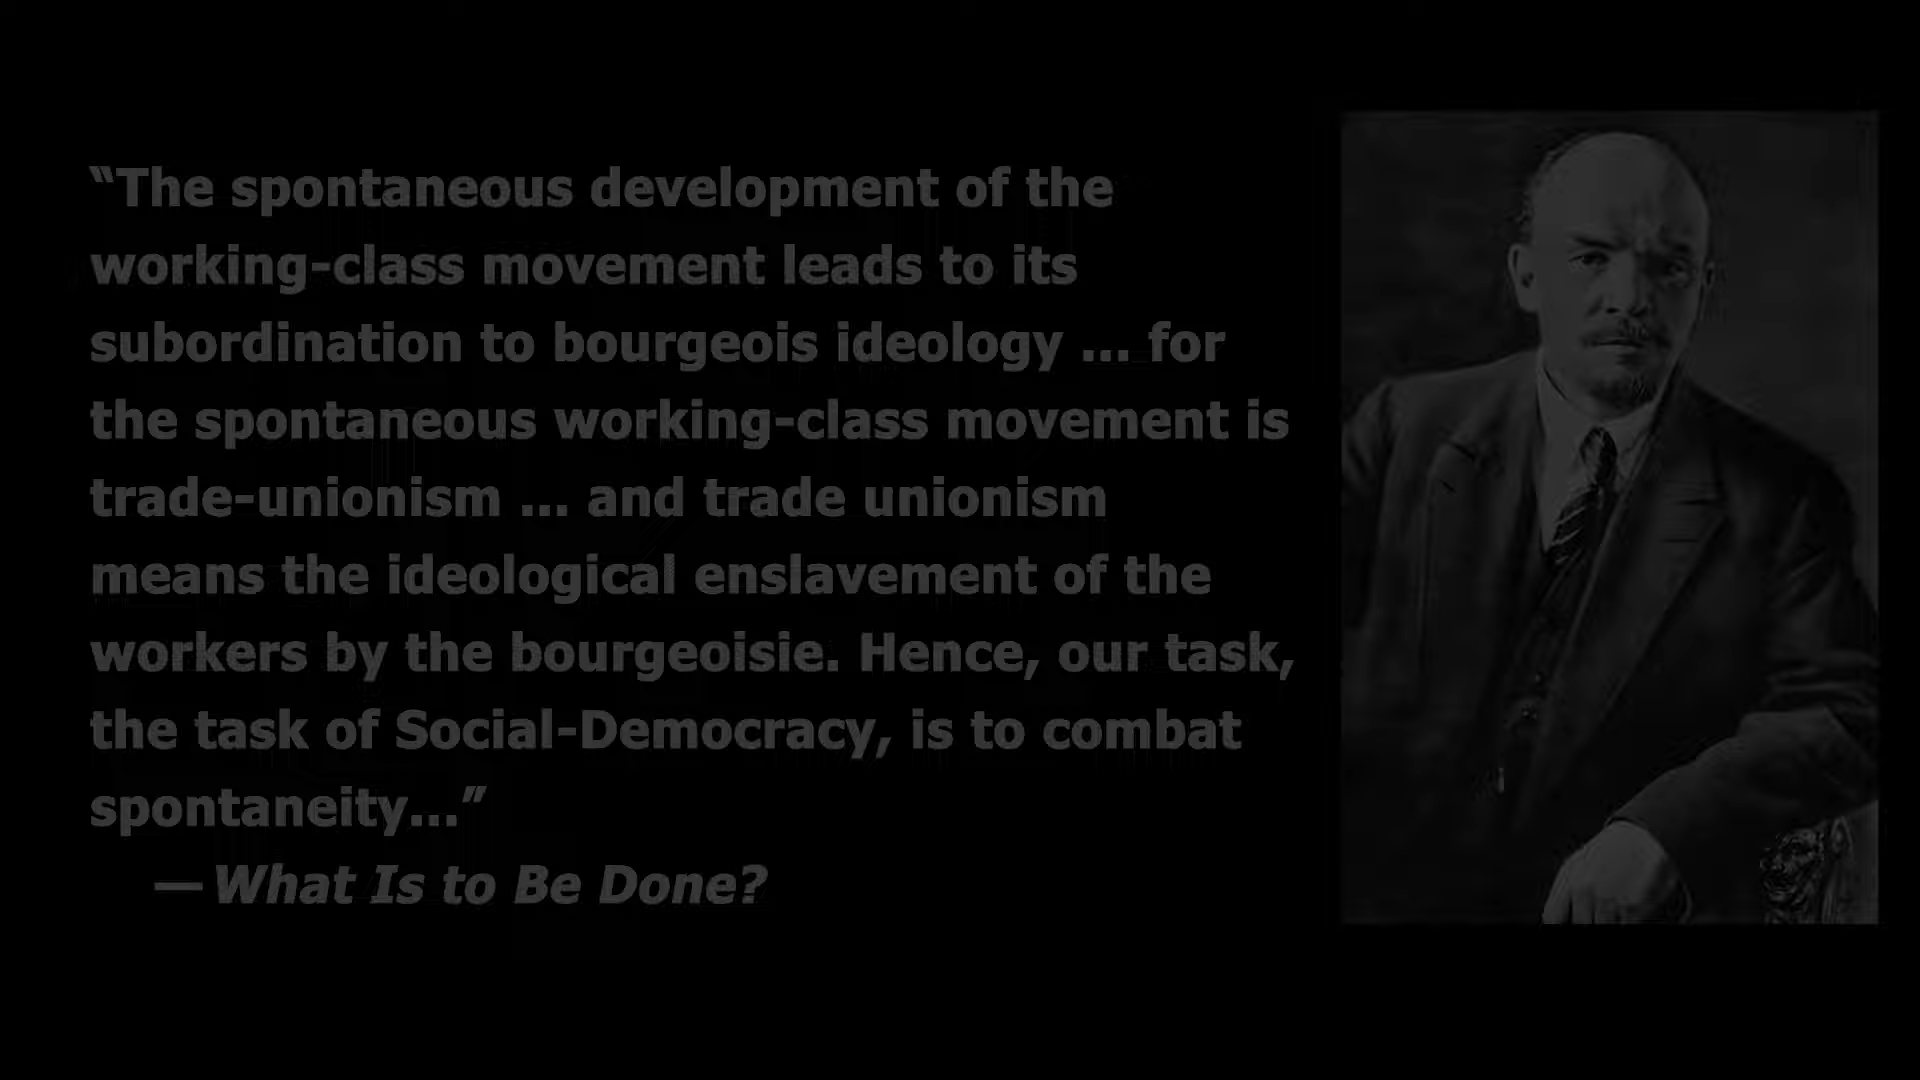 “The spontaneous development of the
working-class movement leads to its
subordination to bourgeois ideology ... for
the spontaneous working-class movement is
trade-unionism ... and trade unionism
means the ideological enslavement of the
workers by the bourgeoisie. Hence, our task,
the task of Social-Democracy, is to combat
spontaneity...”
— What Is to Be Done?